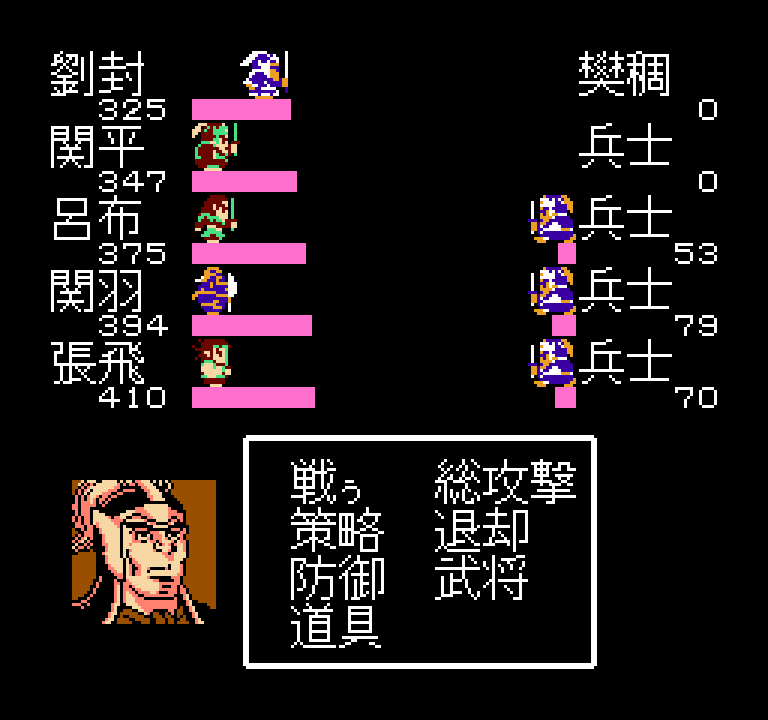 劉封 樊稠
325 0
関平 兵士
347 0
呂布 兵士
375 53
関羽 兵士
394 79
張飛 兵士
410 70
戦う 総攻撃
策略 退却
防御 武将
道具